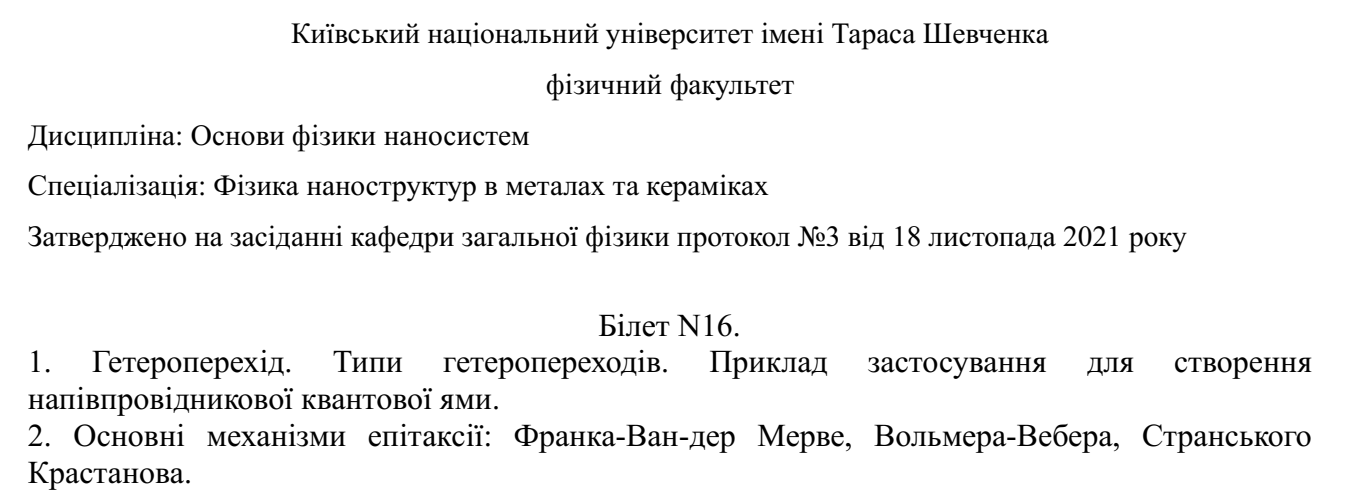 Київський національний університет імені Тараса Шевченка
фізичний факультет
Дисципліна: Основи фізики наносистем
Спеціалізація: Фізика наноструктур в металах та кераміках
Затверджено на засіданні кафедри загальної фізики протокол №3 від 18 листопада 2021 року
Білет N16.
1. Гетероперехід. Типи гетеропереходів. Приклад застосування для створення
напівпровідникової квантової ями.
2. Основні механізми епітаксії: Франка-Ван-дер Мерве, Вольмера-Вебера, Странського
Крастанова.